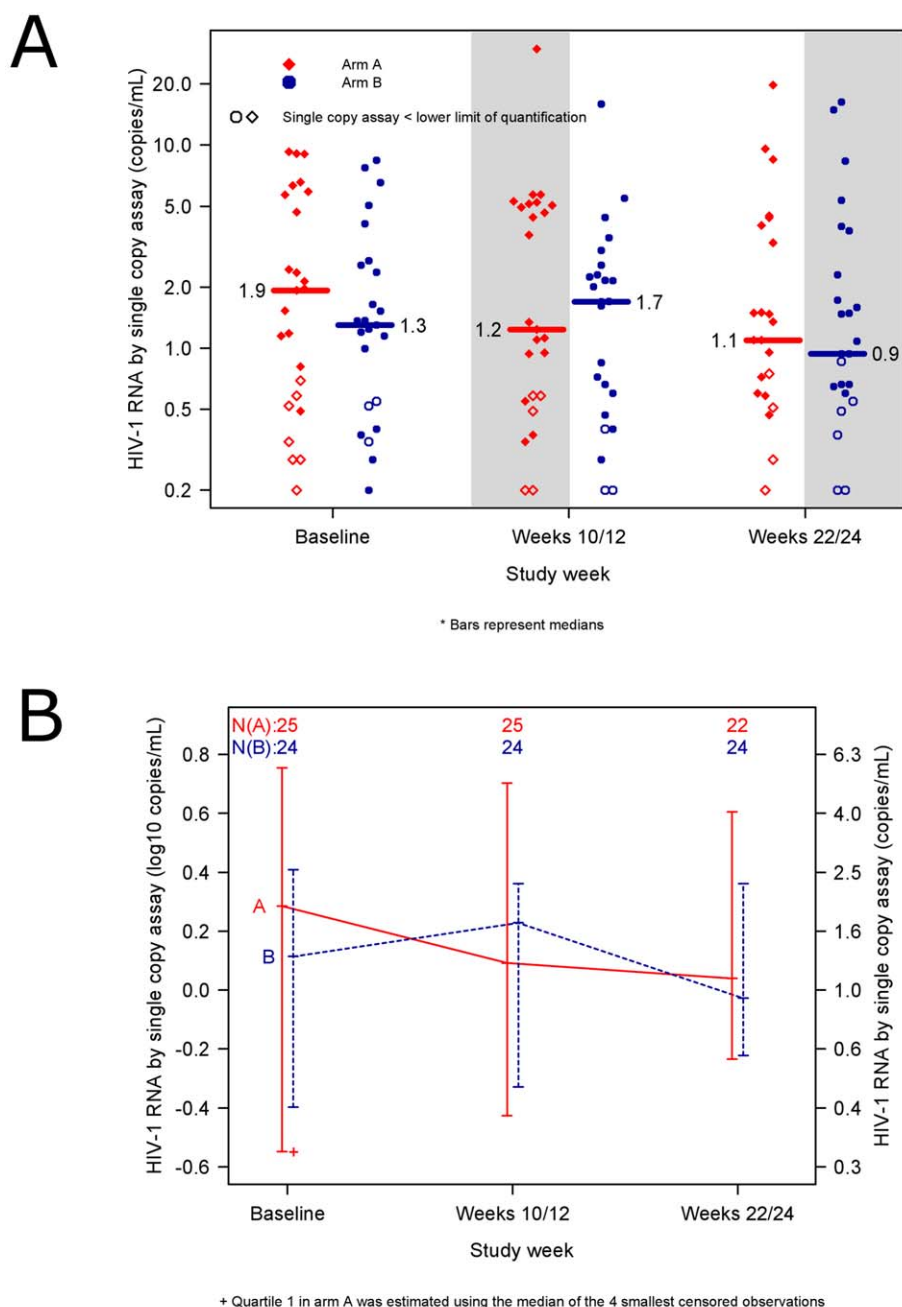 A
HIV-1 RNA by single copy assay (copies/mL)
20.0
10.0
5.0
2.0
1.0
0.5
0.2
Arm A
Arm B
Single copy assay < lower limit of quantification
1.9
1.3
1.2
1.7
1.1
0.9
Baseline
Weeks 10/12
Weeks 22/24
Study week
* Bars represent medians
B
HIV-1 RNA by single copy assay (log10 copies/mL)
HIV-1 RNA by single copy assay (copies/mL)
N(A):25 25 22
N(B):24 24 24
0.8
0.6
0.4
0.2
0.0
-0.2
-0.4
-0.6
6.3
4.0
2.5
1.6
1.0
0.6
0.4
0.3
A
B
+
Baseline
Weeks 10/12
Weeks 22/24
Study week
+ Quartile 1 in arm A was estimated using the median of the 4 smallest censored observations